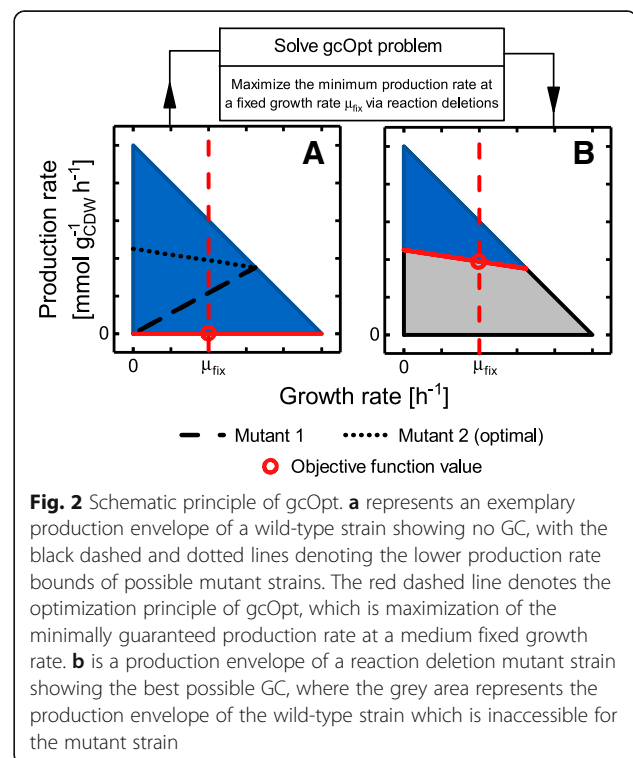 Solve gcOpt problem
Maximize the minimum production rate at
a fixed growth rate μfix via reaction deletions
A
B
Production rate
[mmol g⁻¹CDW h⁻¹]
0
0
0
μfix
0
μfix
Growth rate [h⁻¹]
Mutant 1
Mutant 2 (optimal)
Objective function value
Fig. 2 Schematic principle of gcOpt. a represents an exemplary
production envelope of a wild-type strain showing no GC, with the
black dashed and dotted lines denoting the lower production rate
bounds of possible mutant strains. The red dashed line denotes the
optimization principle of gcOpt, which is maximization of the
minimally guaranteed production rate at a medium fixed growth
rate. b is a production envelope of a reaction deletion mutant strain
showing the best possible GC, where the grey area represents the
production envelope of the wild-type strain which is inaccessible for
the mutant strain